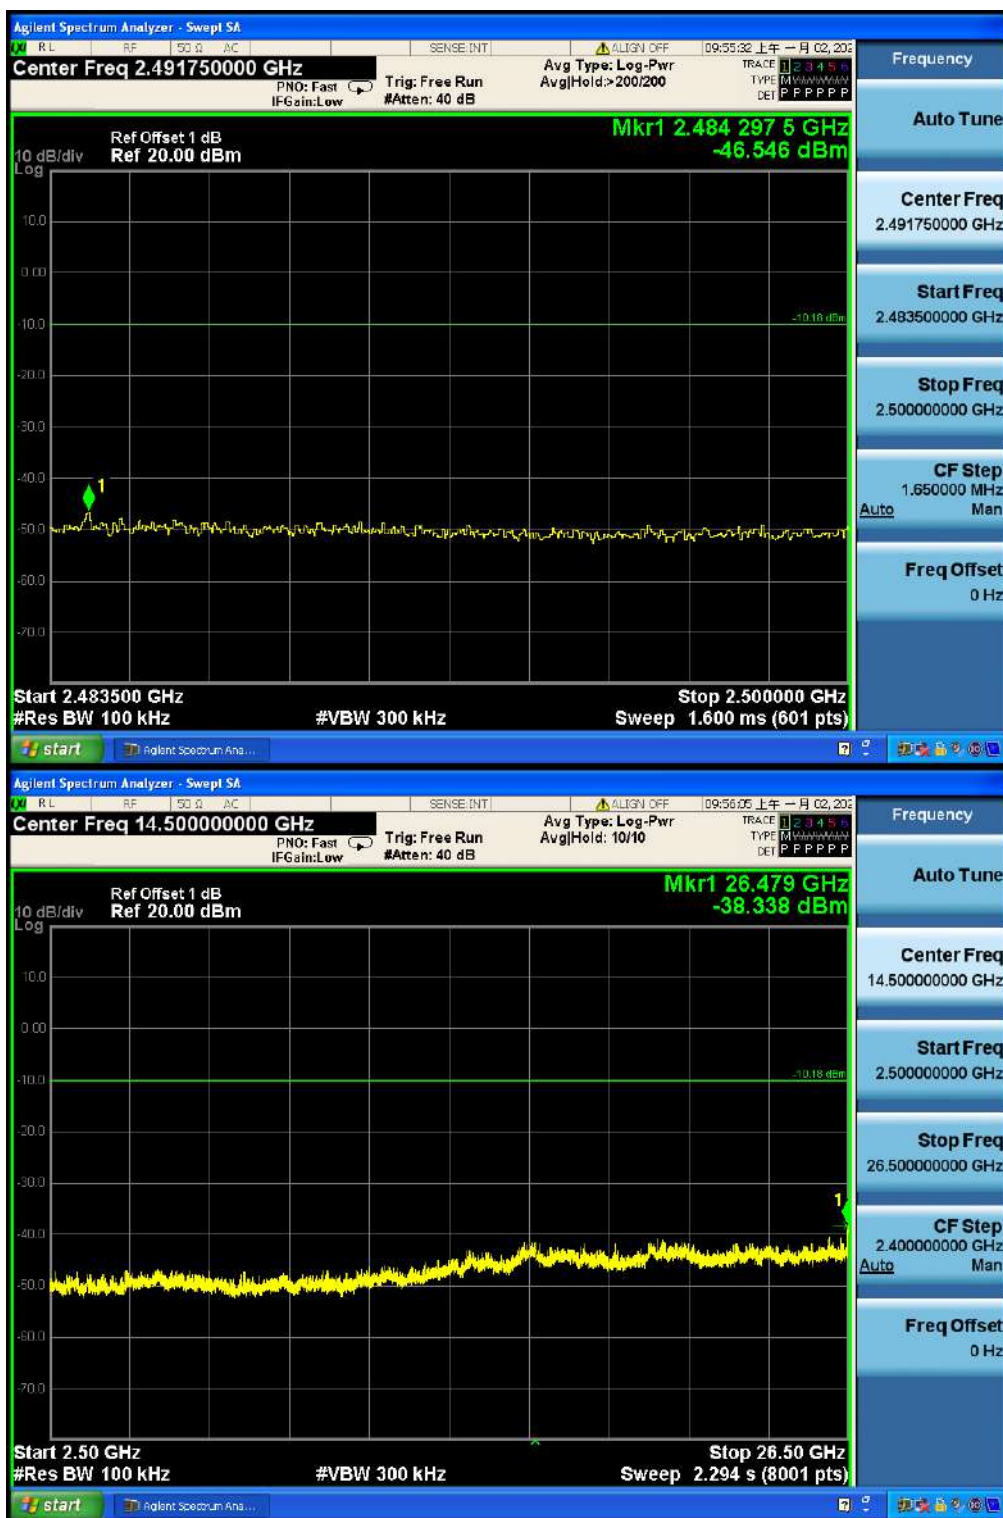 Agilent Spectrum Analyzer - Swept SA
RL RF 50 Ω AC SENSE:INT ALIGN OFF 09:55:32 上午 一月 02, 202
Center Freq 2.491750000 GHz
PNO: Fast
IFGain:Low
Trig: Free Run
#Atten: 40 dB
Avg Type: Log-Pwr
Avg|Hold:>200/200
TRACE 1 2 3 4 5 6
TYPE M
DET P P P P P P
Frequency
Mkr1 2.484 297 5 GHz
-46.546 dBm
Ref Offset 1 dB
10 dB/div Ref 20.00 dBm
Log
10.0
0.00
-10.0
-20.0
-30.0
-40.0
-50.0
-60.0
-70.0
-10.18 dBm
1
Start 2.483500 GHz Stop 2.500000 GHz
#Res BW 100 kHz #VBW 300 kHz Sweep 1.600 ms (601 pts)
Auto Tune
Center Freq
2.491750000 GHz
Start Freq
2.483500000 GHz
Stop Freq
2.500000000 GHz
CF Step
1.650000 MHz
Auto Man
Freq Offset
0 Hz
start Agilent Spectrum Ana...
Agilent Spectrum Analyzer - Swept SA
RL RF 50 Ω AC SENSE:INT ALIGN OFF 09:56:05 上午 一月 02, 202
Center Freq 14.500000000 GHz
PNO: Fast
IFGain:Low
Trig: Free Run
#Atten: 40 dB
Avg Type: Log-Pwr
Avg|Hold: 10/10
TRACE 1 2 3 4 5 6
TYPE M
DET P P P P P P
Frequency
Mkr1 26.479 GHz
-38.338 dBm
Ref Offset 1 dB
10 dB/div Ref 20.00 dBm
Log
10.0
0.00
-10.0
-20.0
-30.0
-40.0
-50.0
-60.0
-70.0
-10.18 dBm
1
Start 2.50 GHz Stop 26.50 GHz
#Res BW 100 kHz #VBW 300 kHz Sweep 2.294 s (8001 pts)
Auto Tune
Center Freq
14.500000000 GHz
Start Freq
2.500000000 GHz
Stop Freq
26.500000000 GHz
CF Step
2.400000000 GHz
Auto Man
Freq Offset
0 Hz
start Agilent Spectrum Ana...